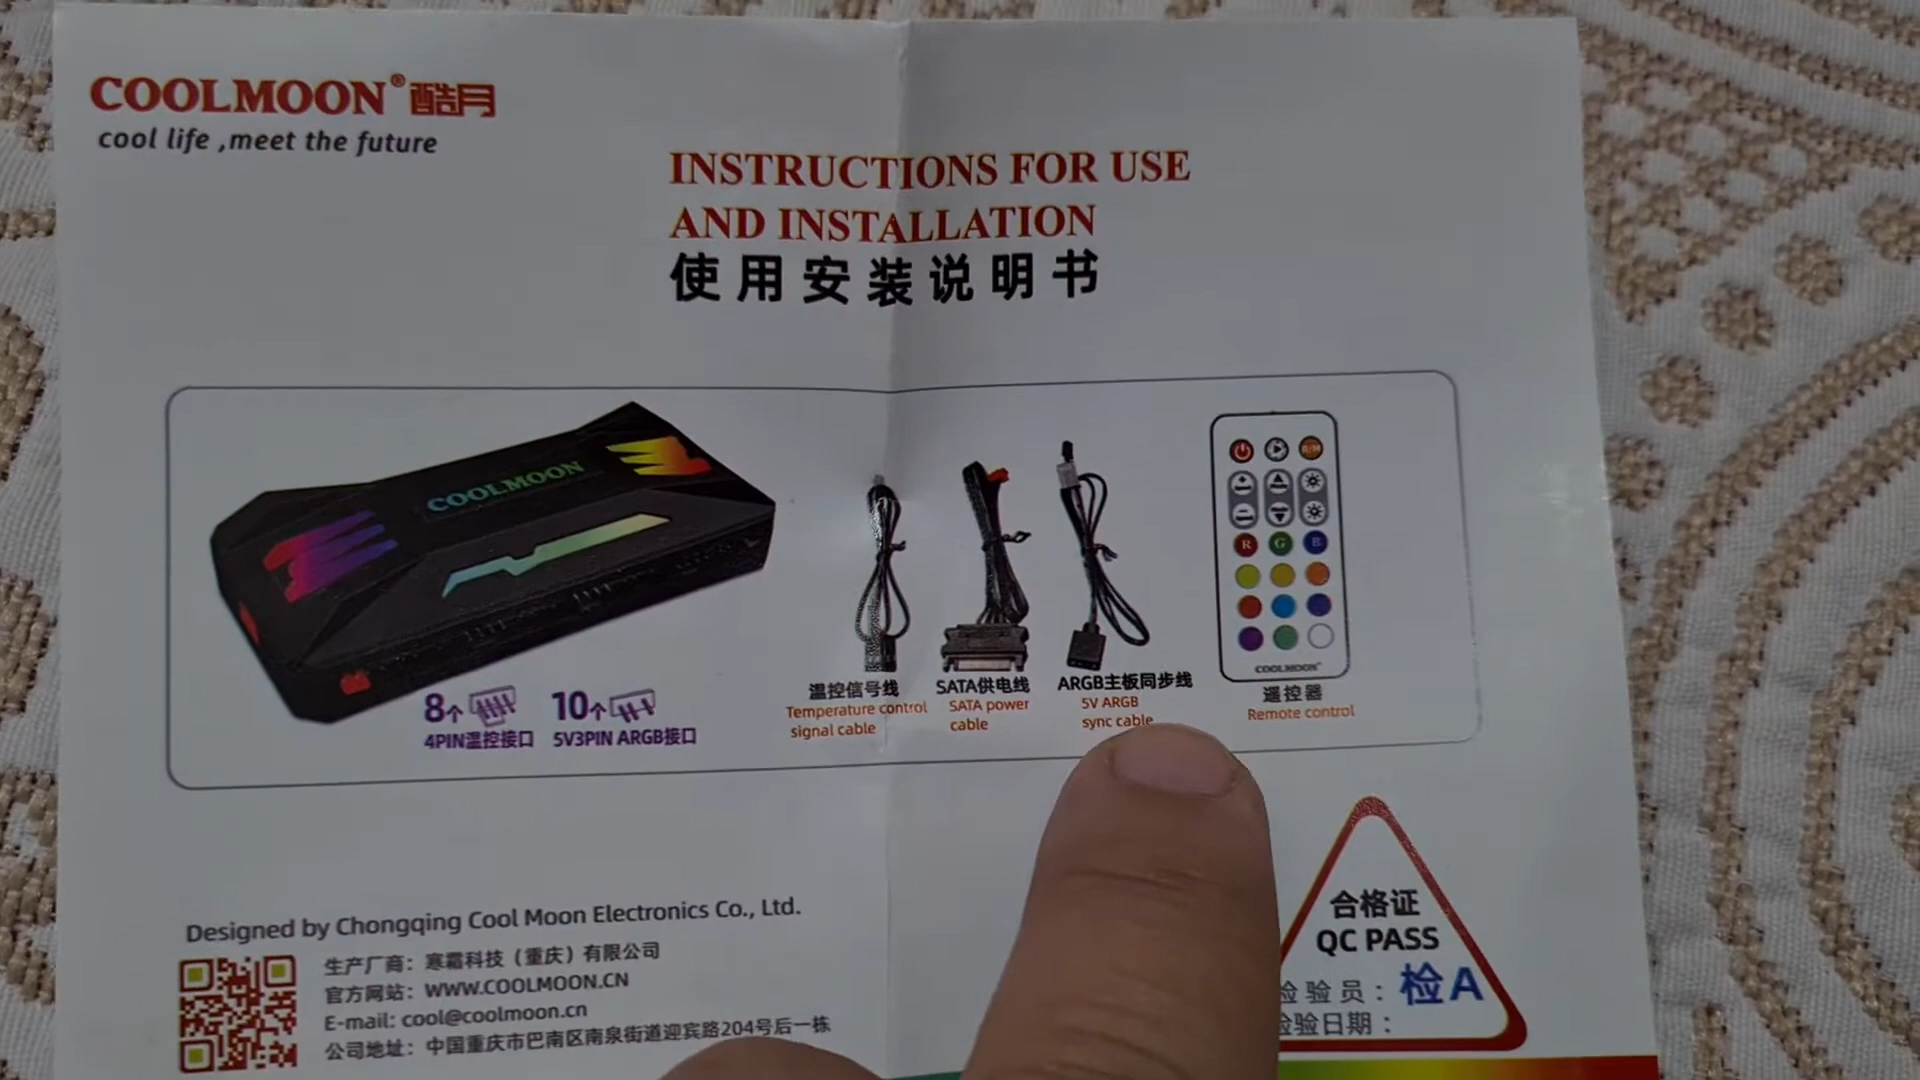 COOLMOON® 酷月
cool life ,meet the future
INSTRUCTIONS FOR USE
AND INSTALLATION
使用安装说明书
COOLMOON
R/M
R G B
COOLMOON
8个 10个
4PIN温控接口 5V3PIN ARGB接口
温控信号线
Temperature control
signal cable
SATA供电线
SATA power
cable
ARGB主板同步线
5V ARGB
sync cable
遥控器
Remote control
Designed by Chongqing Cool Moon Electronics Co., Ltd.
生产厂商：寒霜科技（重庆）有限公司
官方网站：WWW.COOLMOON.CN
E-mail: cool@coolmoon.cn
公司地址：中国重庆市巴南区南泉街道迎宾路204号后一栋
合格证
QC PASS
检验员：检A
检验日期：